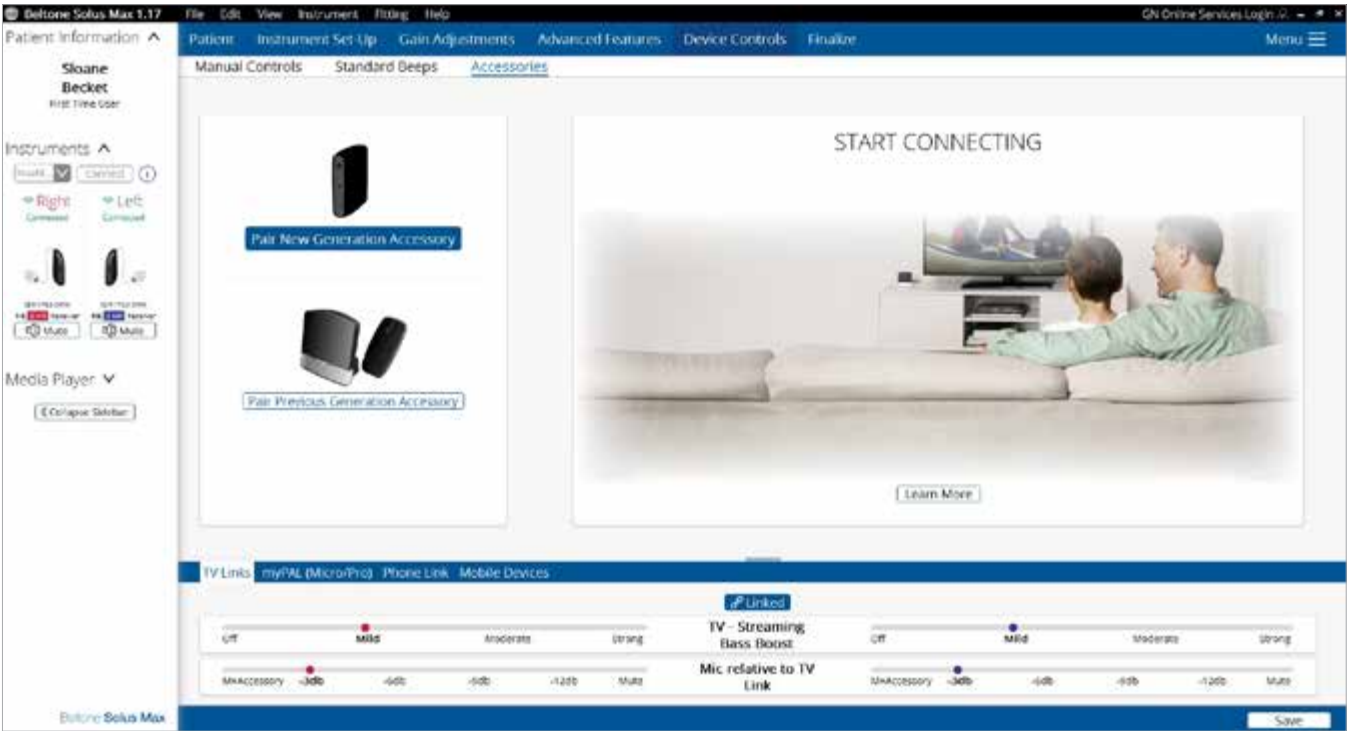 Beltone Solus Max 1.17
File Edit View Instrument Fitting Help
GN Online Services Login
Patient Information
Sloane
Becket
First Time User
Instruments
Connect
Right Left
Connected Connected
Mute Mute
Media Player
Collapse Sidebar
Beltone Solus Max
Patient Instrument Set-Up Gain Adjustments Advanced Features Device Controls Finalize Menu
Manual Controls Standard Beeps Accessories
Pair New Generation Accessory
Pair Previous Generation Accessory
START CONNECTING
Learn More
TV Links myPAL (Micro/Pro) Phone Link Mobile Devices
Linked
Off Mild Moderate Strong TV - Streaming Bass Boost Off Mild Moderate Strong
M=Accessory -3db -6db -9db -12db Mute Mic relative to TV Link M=Accessory -3db -6db -9db -12db Mute
Save